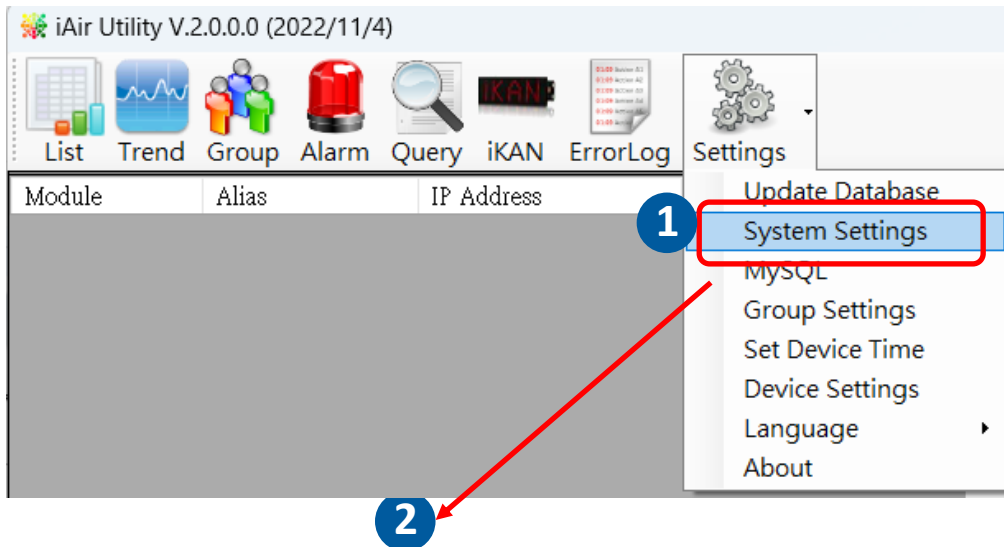 iAir Utility V.2.0.0.0 (2022/11/4)
IKAN
List Trend Group Alarm Query iKAN ErrorLog Settings
Module Alias IP Address
Update Database
1
System Settings
MySQL
Group Settings
Set Device Time
Device Settings
Language
About
2